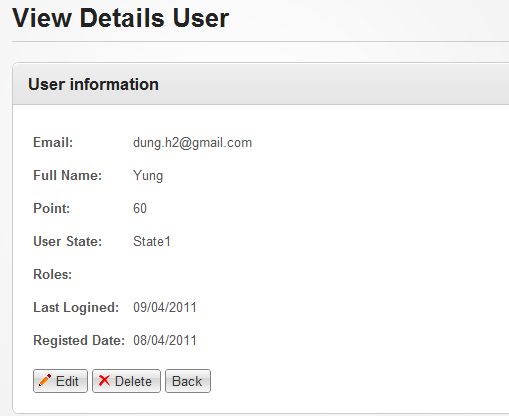 View Details User
User information
Email: dung.h2@gmail.com
Full Name: Yung
Point: 60
User State: State1
Roles:
Last Logined: 09/04/2011
Registed Date: 08/04/2011
Edit Delete Back